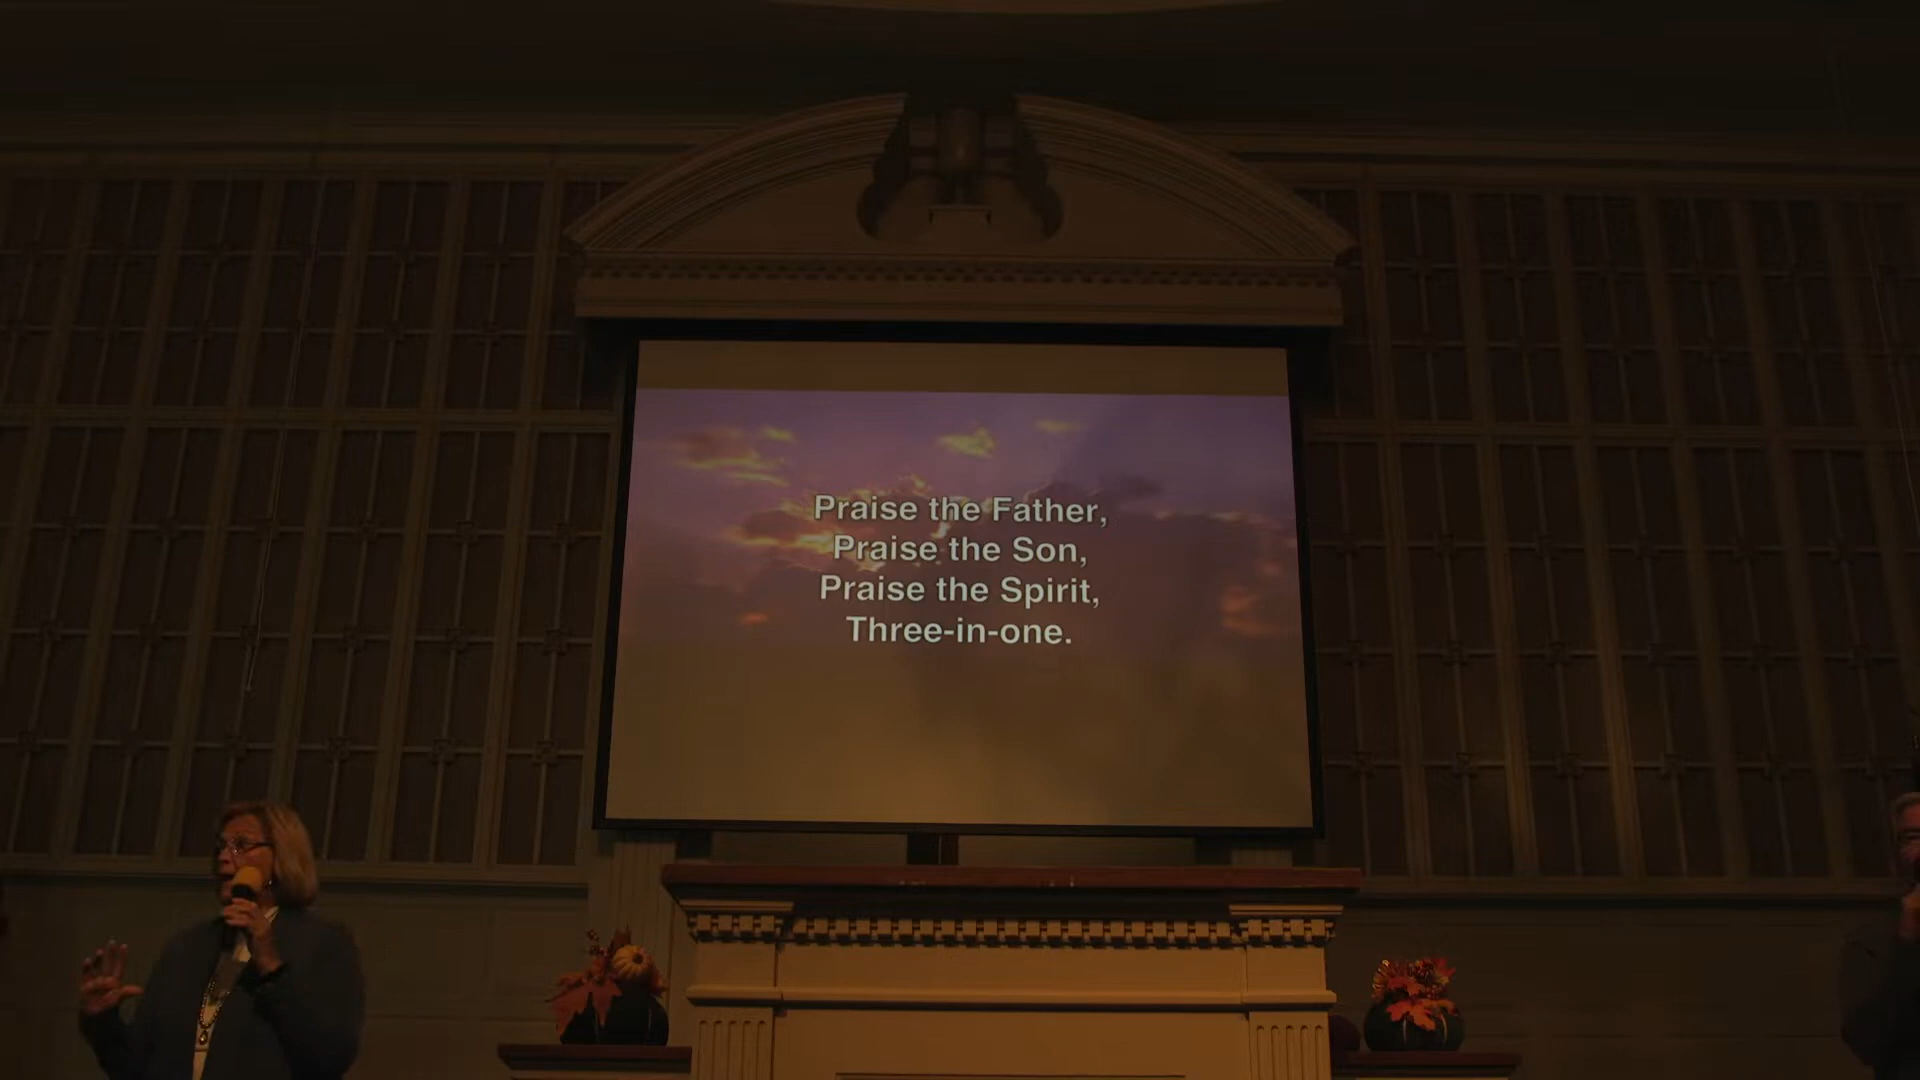 Praise the Father,
Praise the Son,
Praise the Spirit,
Three-in-one.